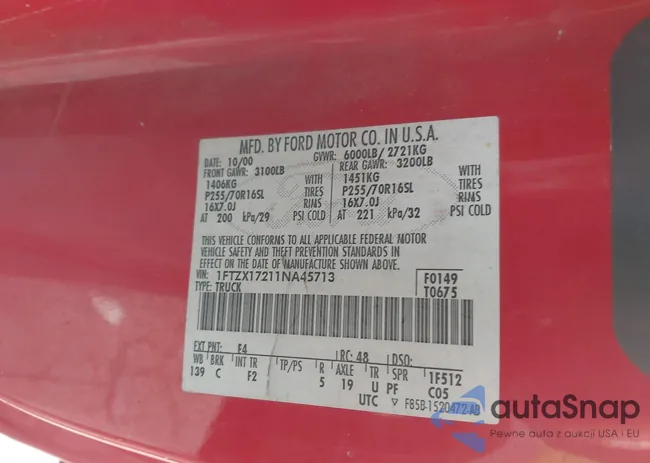 MFD. BY FORD MOTOR CO. IN U.S.A.
DATE: 10/00 GVWR: 6000LB/ 2721KG
FRONT GAWR: 3100LB REAR GAWR: 3200LB
1406KG WITH 1451KG WITH
P255/70R16SL TIRES P255/70R16SL TIRES
16X7.0J RIMS 16X7.0J RIMS
AT 200 kPa/29 PSI COLD AT 221 kPa/32 PSI COLD
THIS VEHICLE CONFORMS TO ALL APPLICABLE FEDERAL MOTOR
VEHICLE SAFETY AND THEFT PREVENTION STANDARDS IN
EFFECT ON THE DATE OF MANUFACTURE SHOWN ABOVE.
VIN: 1FTZX17211NA45713 F0149
TYPE: TRUCK T0675
EXT PNT: E4 RC: 48 DSO:
WB BRK INT TR TP/PS R AXLE TR SPR 1F512
139 C F2 5 19 U PF C05
UTC ▽ F85B-1520472-AB
autoSnap
Pewne auta z aukcji USA i EU